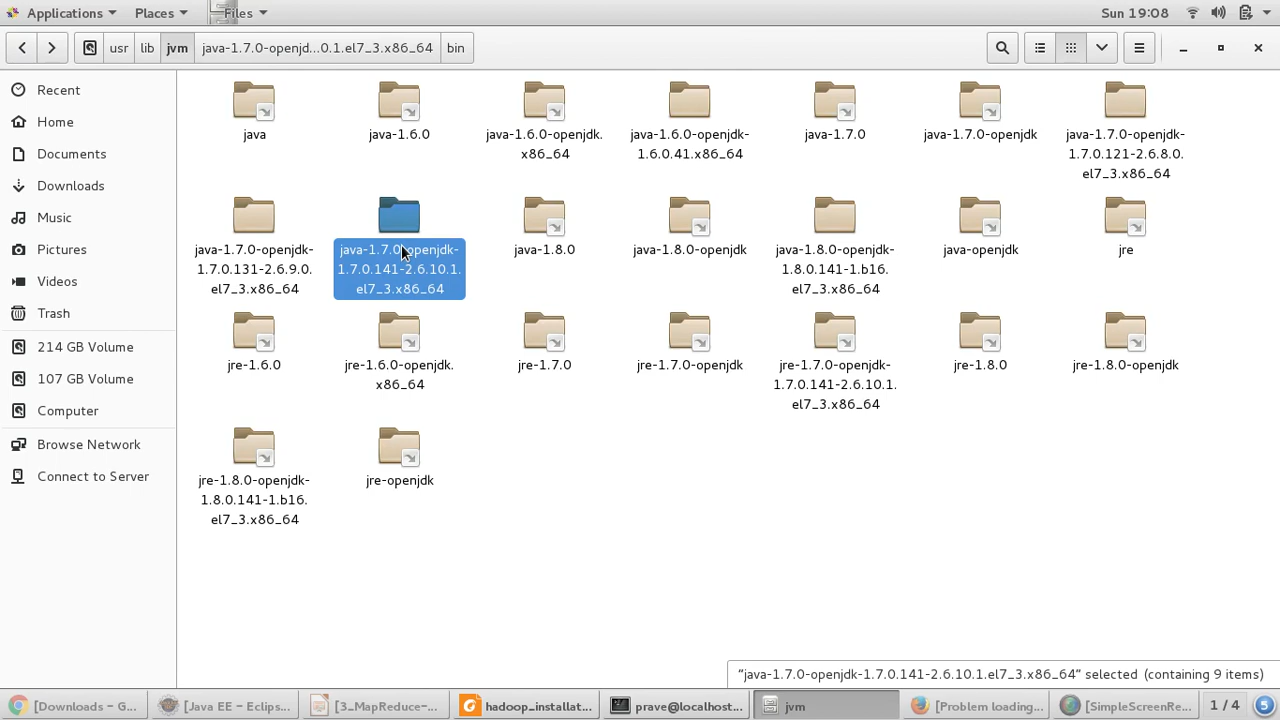 Applications Places Files Sun 19:08
usr lib jvm java-1.7.0-openjd...0.1.el7_3.x86_64 bin
Recent
Home
Documents
Downloads
Music
Pictures
Videos
Trash
214 GB Volume
107 GB Volume
Computer
Browse Network
Connect to Server
java
java-1.6.0
java-1.6.0-openjdk.
x86_64
java-1.6.0-openjdk-
1.6.0.41.x86_64
java-1.7.0
java-1.7.0-openjdk
java-1.7.0-openjdk-
1.7.0.121-2.6.8.0.
el7_3.x86_64
java-1.7.0-openjdk-
1.7.0.131-2.6.9.0.
el7_3.x86_64
java-1.7.0-openjdk-
1.7.0.141-2.6.10.1.
el7_3.x86_64
java-1.8.0
java-1.8.0-openjdk
java-1.8.0-openjdk-
1.8.0.141-1.b16.
el7_3.x86_64
java-openjdk
jre
jre-1.6.0
jre-1.6.0-openjdk.
x86_64
jre-1.7.0
jre-1.7.0-openjdk
jre-1.7.0-openjdk-
1.7.0.141-2.6.10.1.
el7_3.x86_64
jre-1.8.0
jre-1.8.0-openjdk
jre-1.8.0-openjdk-
1.8.0.141-1.b16.
el7_3.x86_64
jre-openjdk
“java-1.7.0-openjdk-1.7.0.141-2.6.10.1.el7_3.x86_64” selected (containing 9 items)
[Downloads – G... [Java EE – Eclips... [3_MapReduce-... hadoop_installat... prave@localhost... jvm [Problem loading... [SimpleScreenRe... 1 / 4 5